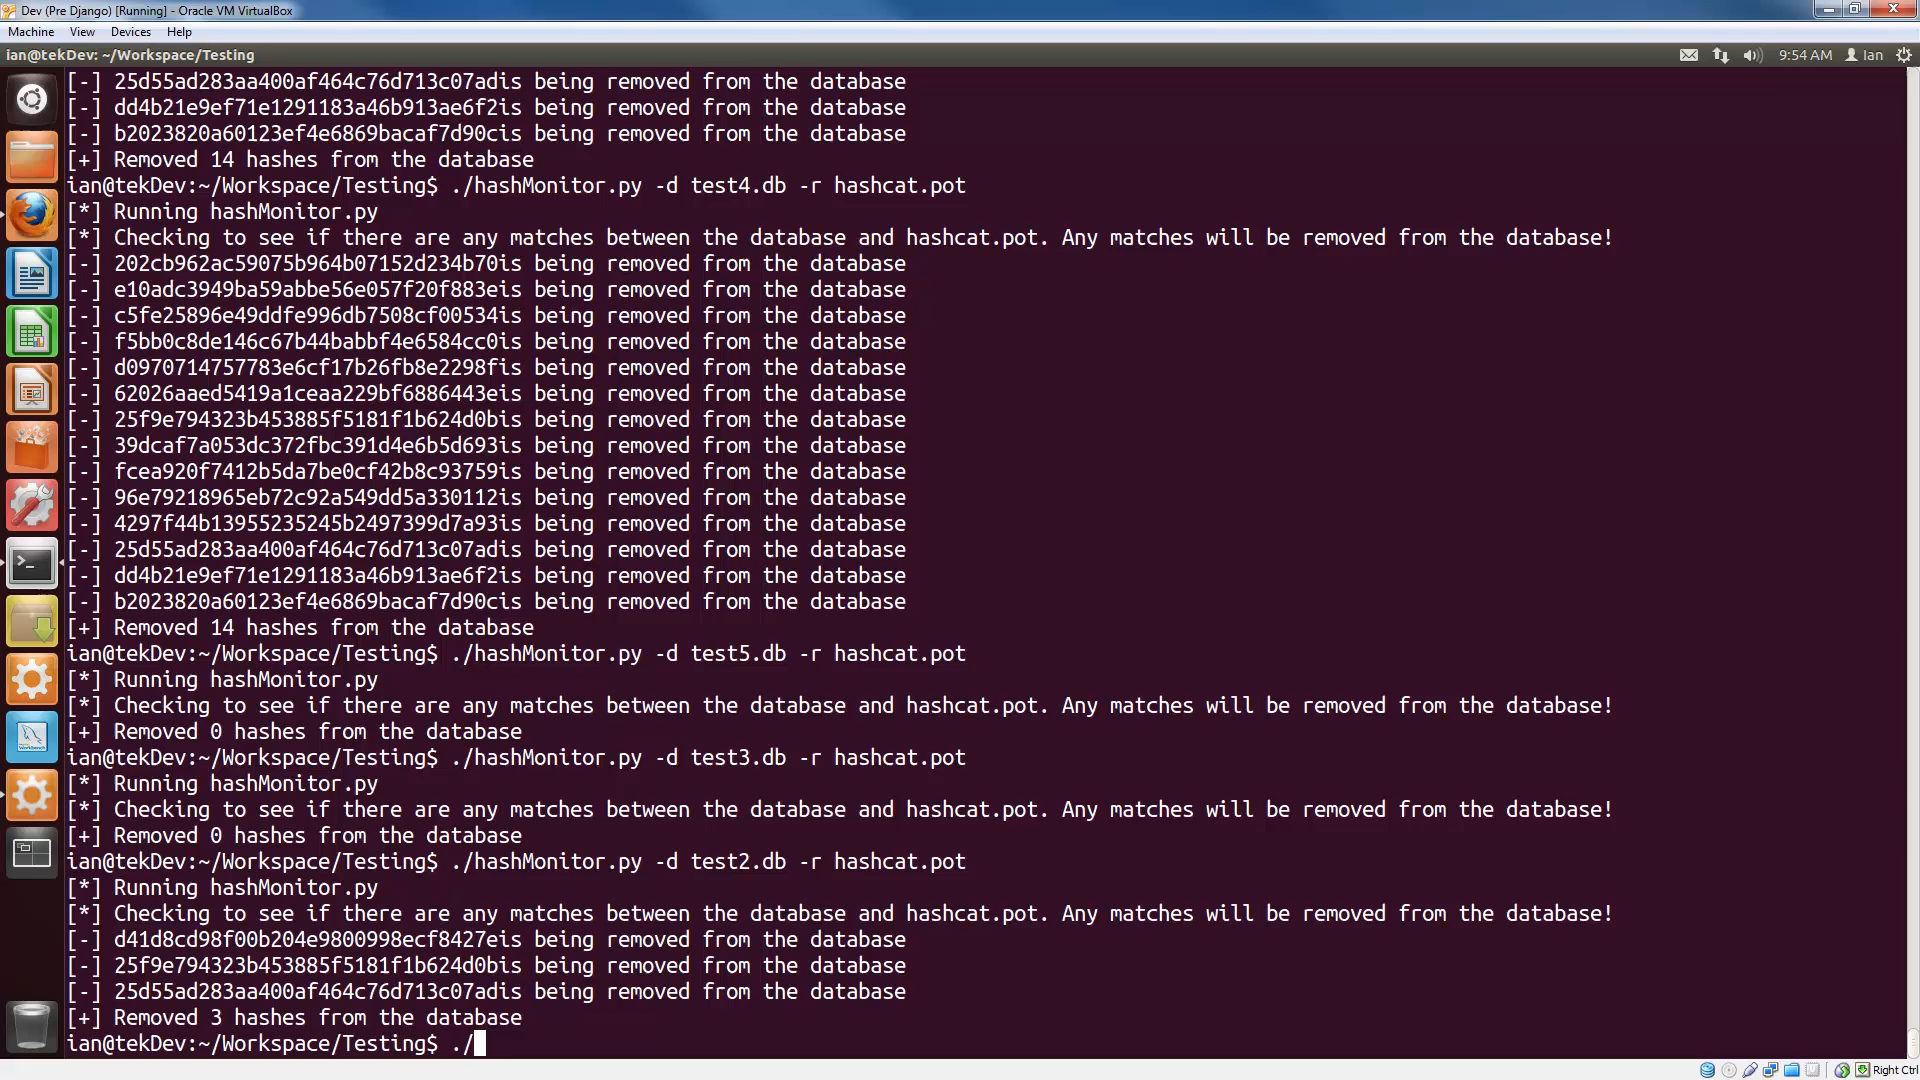 Dev (Pre Django) [Running] - Oracle VM VirtualBox
Machine View Devices Help
ian@tekDev: ~/Workspace/Testing 9:54 AM Ian
[-] 25d55ad283aa400af464c76d713c07adis being removed from the database
[-] dd4b21e9ef71e1291183a46b913ae6f2is being removed from the database
[-] b2023820a60123ef4e6869bacaf7d90cis being removed from the database
[+] Removed 14 hashes from the database
ian@tekDev:~/Workspace/Testing$ ./hashMonitor.py -d test4.db -r hashcat.pot
[*] Running hashMonitor.py
[*] Checking to see if there are any matches between the database and hashcat.pot. Any matches will be removed from the database!
[-] 202cb962ac59075b964b07152d234b70is being removed from the database
[-] e10adc3949ba59abbe56e057f20f883eis being removed from the database
[-] c5fe25896e49ddfe996db7508cf00534is being removed from the database
[-] f5bb0c8de146c67b44babbf4e6584cc0is being removed from the database
[-] d0970714757783e6cf17b26fb8e2298fis being removed from the database
[-] 62026aaed5419a1ceaa229bf6886443eis being removed from the database
[-] 25f9e794323b453885f5181f1b624d0bis being removed from the database
[-] 39dcaf7a053dc372fbc391d4e6b5d693is being removed from the database
[-] fcea920f7412b5da7be0cf42b8c93759is being removed from the database
[-] 96e79218965eb72c92a549dd5a330112is being removed from the database
[-] 4297f44b13955235245b2497399d7a93is being removed from the database
[-] 25d55ad283aa400af464c76d713c07adis being removed from the database
[-] dd4b21e9ef71e1291183a46b913ae6f2is being removed from the database
[-] b2023820a60123ef4e6869bacaf7d90cis being removed from the database
[+] Removed 14 hashes from the database
ian@tekDev:~/Workspace/Testing$ ./hashMonitor.py -d test5.db -r hashcat.pot
[*] Running hashMonitor.py
[*] Checking to see if there are any matches between the database and hashcat.pot. Any matches will be removed from the database!
[+] Removed 0 hashes from the database
ian@tekDev:~/Workspace/Testing$ ./hashMonitor.py -d test3.db -r hashcat.pot
[*] Running hashMonitor.py
[*] Checking to see if there are any matches between the database and hashcat.pot. Any matches will be removed from the database!
[+] Removed 0 hashes from the database
ian@tekDev:~/Workspace/Testing$ ./hashMonitor.py -d test2.db -r hashcat.pot
[*] Running hashMonitor.py
[*] Checking to see if there are any matches between the database and hashcat.pot. Any matches will be removed from the database!
[-] d41d8cd98f00b204e9800998ecf8427eis being removed from the database
[-] 25f9e794323b453885f5181f1b624d0bis being removed from the database
[-] 25d55ad283aa400af464c76d713c07adis being removed from the database
[+] Removed 3 hashes from the database
ian@tekDev:~/Workspace/Testing$ ./
Right Ctrl